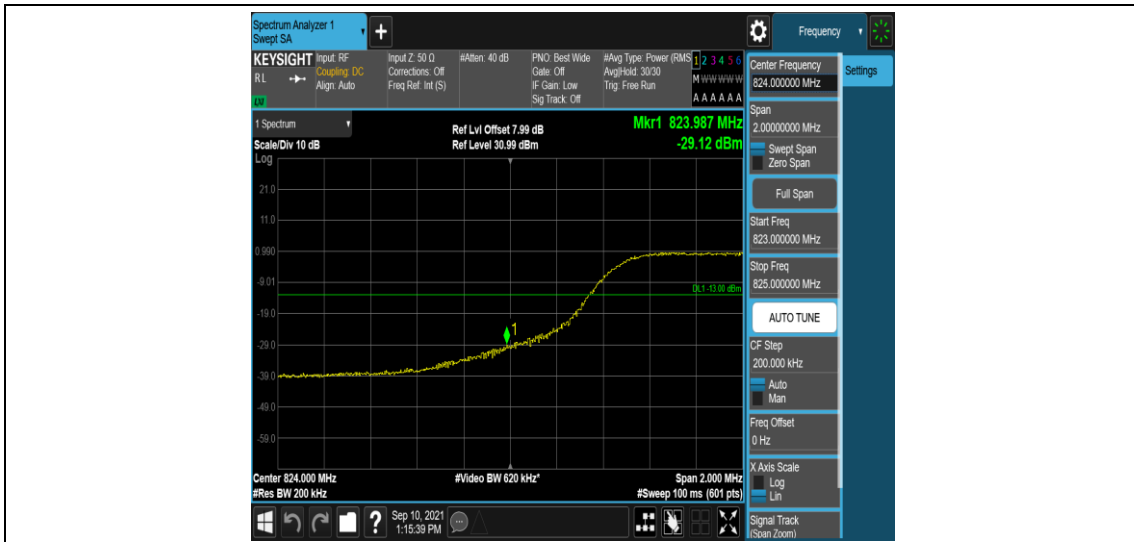 Spectrum Analyzer 1
Swept SA
+
Frequency
KEYSIGHT
RL
LXI
Input: RF
Coupling: DC
Align: Auto
Input Z: 50 Ω
Corrections: Off
Freq Ref: Int (S)
#Atten: 40 dB
PNO: Best Wide
Gate: Off
IF Gain: Low
Sig Track: Off
#Avg Type: Power (RMS
Avg|Hold: 30/30
Trig: Free Run
1 2 3 4 5 6
M W W W W W
A A A A A A
1 Spectrum
Scale/Div 10 dB
Log
Ref Lvl Offset 7.99 dB
Ref Level 30.99 dBm
Mkr1 823.987 MHz
-29.12 dBm
21.0
11.0
0.990
-9.01
DL1 -13.00 dBm
-19.0
1
-29.0
-39.0
-49.0
-59.0
Center 824.000 MHz
#Res BW 200 kHz
#Video BW 620 kHz*
Span 2.000 MHz
#Sweep 100 ms (601 pts)
?
Sep 10, 2021
1:15:39 PM
Center Frequency
824.000000 MHz
Settings
Span
2.00000000 MHz
Swept Span
Zero Span
Full Span
Start Freq
823.000000 MHz
Stop Freq
825.000000 MHz
AUTO TUNE
CF Step
200.000 kHz
Auto
Man
Freq Offset
0 Hz
X Axis Scale
Log
Lin
Signal Track
(Span Zoom)